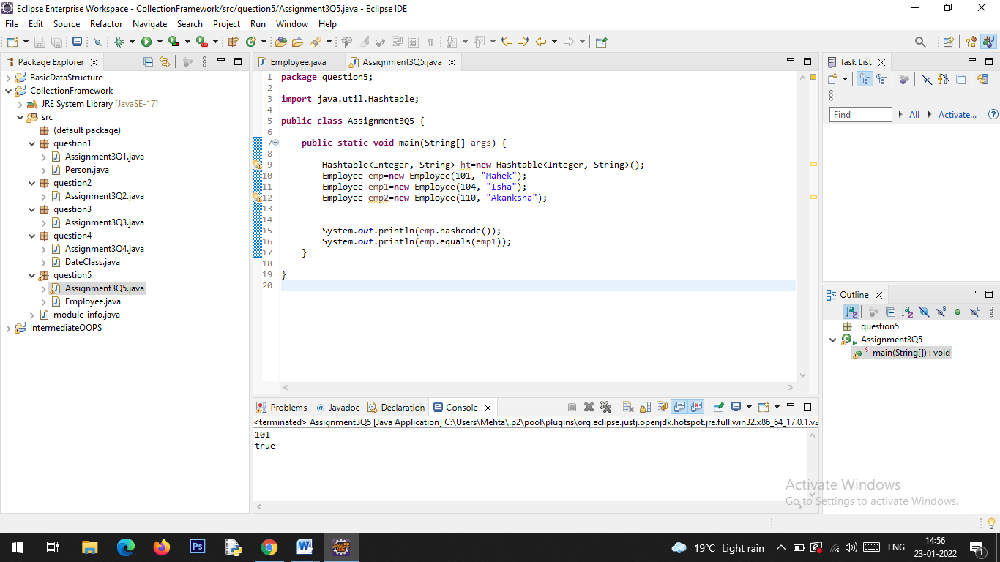 Eclipse Enterprise Workspace - CollectionFramework/src/question5/Assignment3Q5.java - Eclipse IDE
File Edit Source Refactor Navigate Search Project Run Window Help
Package Explorer
BasicDataStructure
CollectionFramework
JRE System Library [JavaSE-17]
src
(default package)
question1
Assignment3Q1.java
Person.java
question2
Assignment3Q2.java
question3
Assignment3Q3.java
question4
Assignment3Q4.java
DateClass.java
question5
Assignment3Q5.java
Employee.java
module-info.java
IntermediateOOPS
Employee.java Assignment3Q5.java
1 package question5;
2
3 import java.util.Hashtable;
4
5 public class Assignment3Q5 {
6
7 public static void main(String[] args) {
8
9 Hashtable<Integer, String> ht=new Hashtable<Integer, String>();
10 Employee emp=new Employee(101, "Mahek");
11 Employee emp1=new Employee(104, "Isha");
12 Employee emp2=new Employee(110, "Akanksha");
13
14
15 System.out.println(emp.hashcode());
16 System.out.println(emp.equals(emp1));
17 }
18
19 }
20
Problems @ Javadoc Declaration Console
<terminated> Assignment3Q5 [Java Application] C:\Users\Mehta\.p2\pool\plugins\org.eclipse.justj.openjdk.hotspot.jre.full.win32.x86_64_17.0.1.v2
101
true
Task List
Find All Activate...
Outline
question5
Assignment3Q5
main(String[]) : void
Activate Windows
Go to Settings to activate Windows.
19°C Light rain ENG 14:56
23-01-2022
1